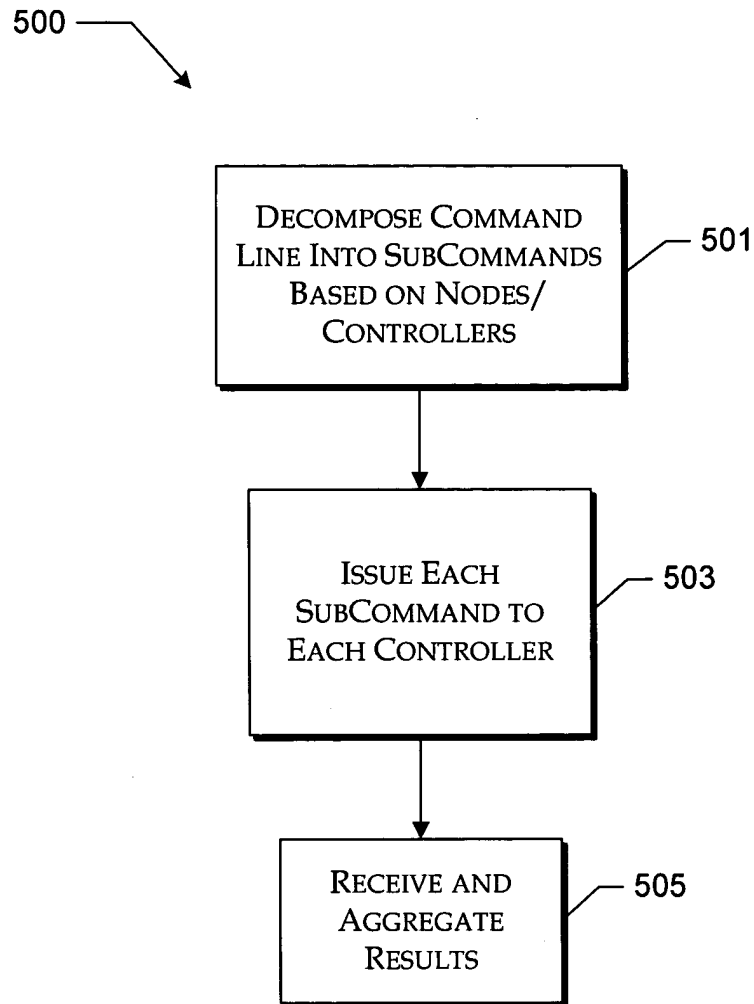 500
DECOMPOSE COMMAND
LINE INTO SUBCOMMANDS
BASED ON NODES/
CONTROLLERS
501
ISSUE EACH
SUBCOMMAND TO
EACH CONTROLLER
503
RECEIVE AND
AGGREGATE
RESULTS
505